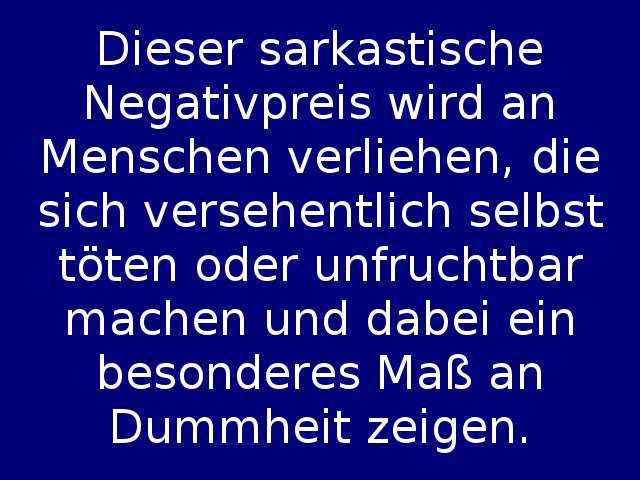 Dieser sarkastische
Negativpreis wird an
Menschen verliehen, die
sich versehentlich selbst
töten oder unfruchtbar
machen und dabei ein
besonderes Maß an
Dummheit zeigen.